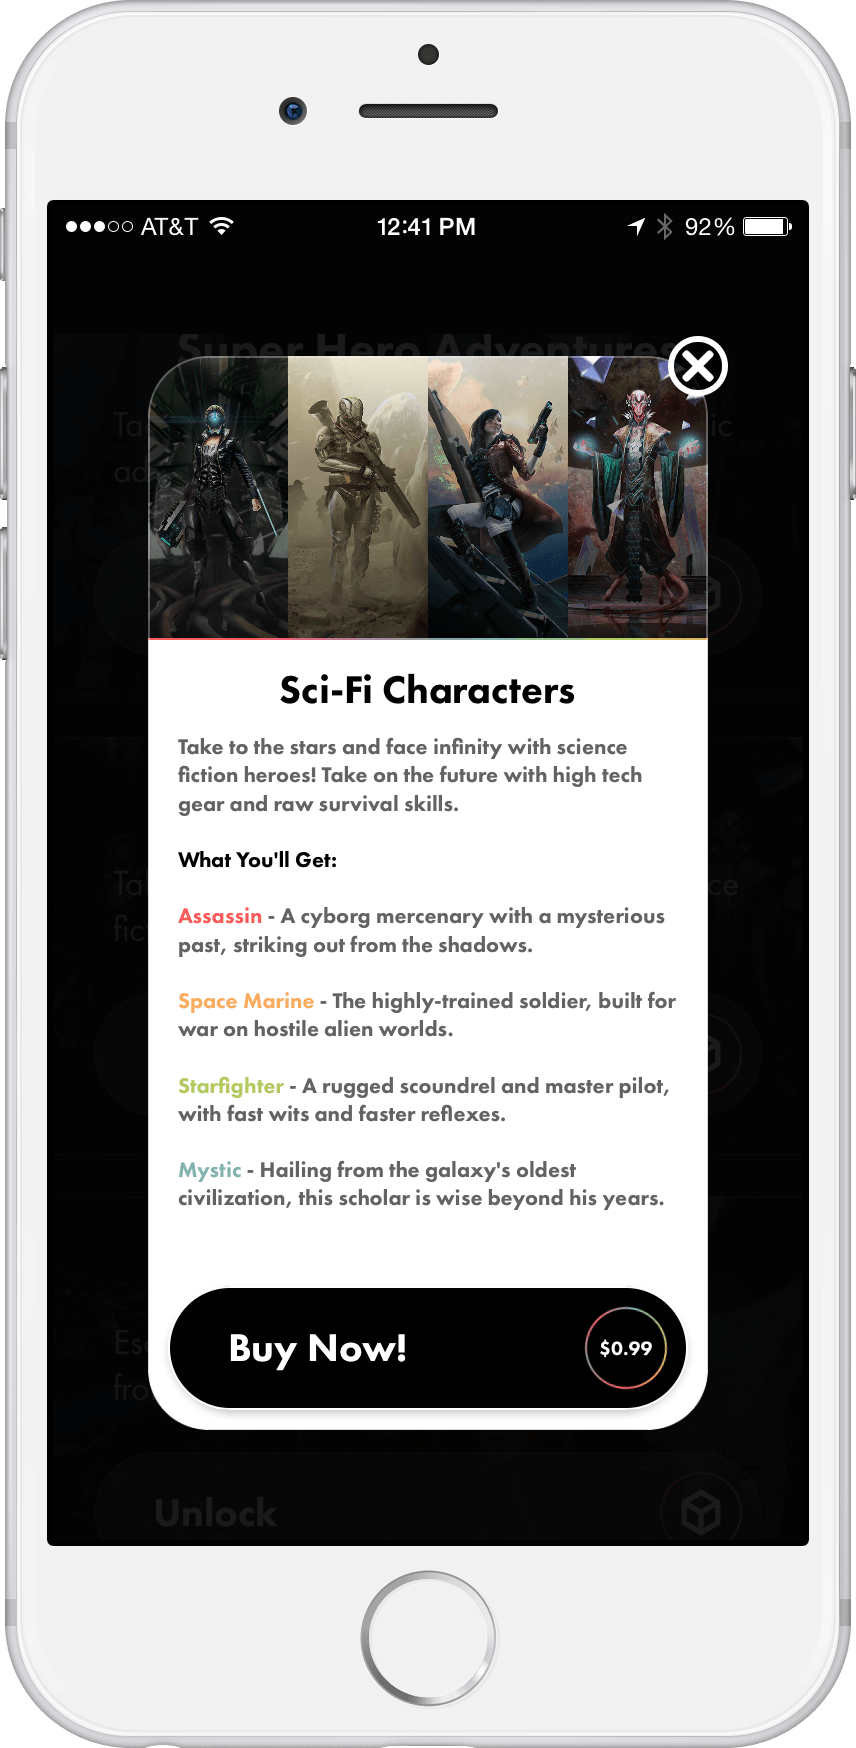 AT&T 12:41 PM 92%
Super Hero Adventures
Sci-Fi Characters
Take to the stars and face infinity with science
fiction heroes! Take on the future with high tech
gear and raw survival skills.
What You'll Get:
Assassin - A cyborg mercenary with a mysterious
past, striking out from the shadows.
Space Marine - The highly-trained soldier, built for
war on hostile alien worlds.
Starfighter - A rugged scoundrel and master pilot,
with fast wits and faster reflexes.
Mystic - Hailing from the galaxy's oldest
civilization, this scholar is wise beyond his years.
Buy Now! $0.99
Unlock